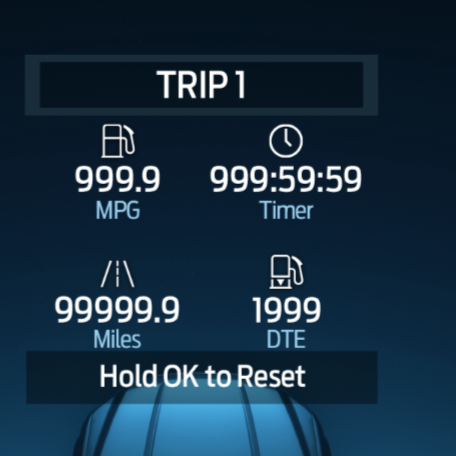 TRIP 1
999.9 999:59:59
MPG Timer
99999.9 1999
Miles DTE
Hold OK to Reset